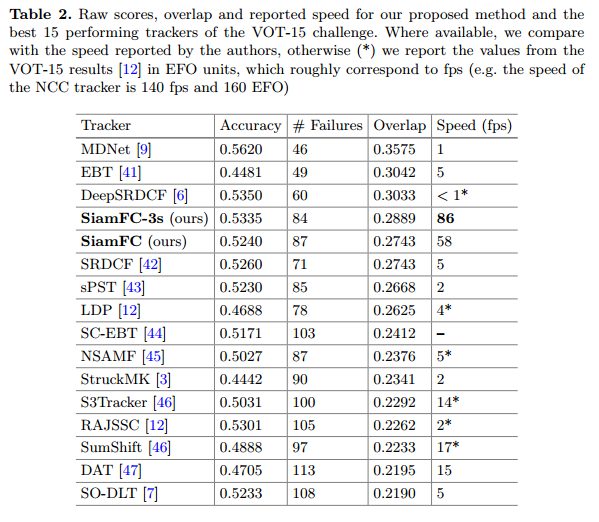 Table 2. Raw scores, overlap and reported speed for our proposed method and the
best 15 performing trackers of the VOT-15 challenge. Where available, we compare
with the speed reported by the authors, otherwise (*) we report the values from the
VOT-15 results [12] in EFO units, which roughly correspond to fps (e.g. the speed of
the NCC tracker is 140 fps and 160 EFO)
Tracker Accuracy # Failures Overlap Speed (fps)
MDNet [9] 0.5620 46 0.3575 1
EBT [41] 0.4481 49 0.3042 5
DeepSRDCF [6] 0.5350 60 0.3033 < 1*
SiamFC-3s (ours) 0.5335 84 0.2889 86
SiamFC (ours) 0.5240 87 0.2743 58
SRDCF [42] 0.5260 71 0.2743 5
sPST [43] 0.5230 85 0.2668 2
LDP [12] 0.4688 78 0.2625 4*
SC-EBT [44] 0.5171 103 0.2412 –
NSAMF [45] 0.5027 87 0.2376 5*
StruckMK [3] 0.4442 90 0.2341 2
S3Tracker [46] 0.5031 100 0.2292 14*
RAJSSC [12] 0.5301 105 0.2262 2*
SumShift [46] 0.4888 97 0.2233 17*
DAT [47] 0.4705 113 0.2195 15
SO-DLT [7] 0.5233 108 0.2190 5